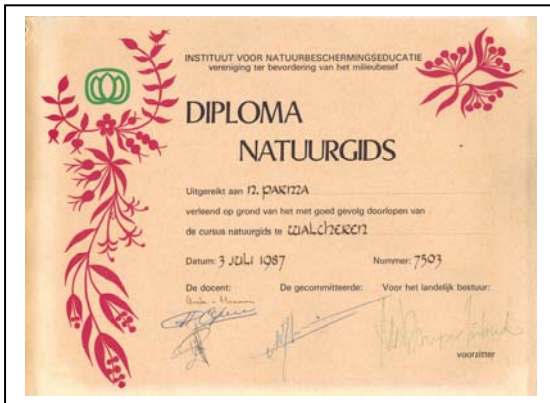 INSTITUUT VOOR NATUURBESCHERMINGSEDUCATIE
vereniging ter bevordering van het milieubesef
DIPLOMA
NATUURGIDS
Uitgereikt aan N. PARMA
verleend op grond van het met goed gevolg doorlopen van
de cursus natuurgids te WALCHEREN
Datum: 3 JULI 1987 Nummer: 7503
De docent: De gecommitteerde: Voor het landelijk bestuur:
voorzitter